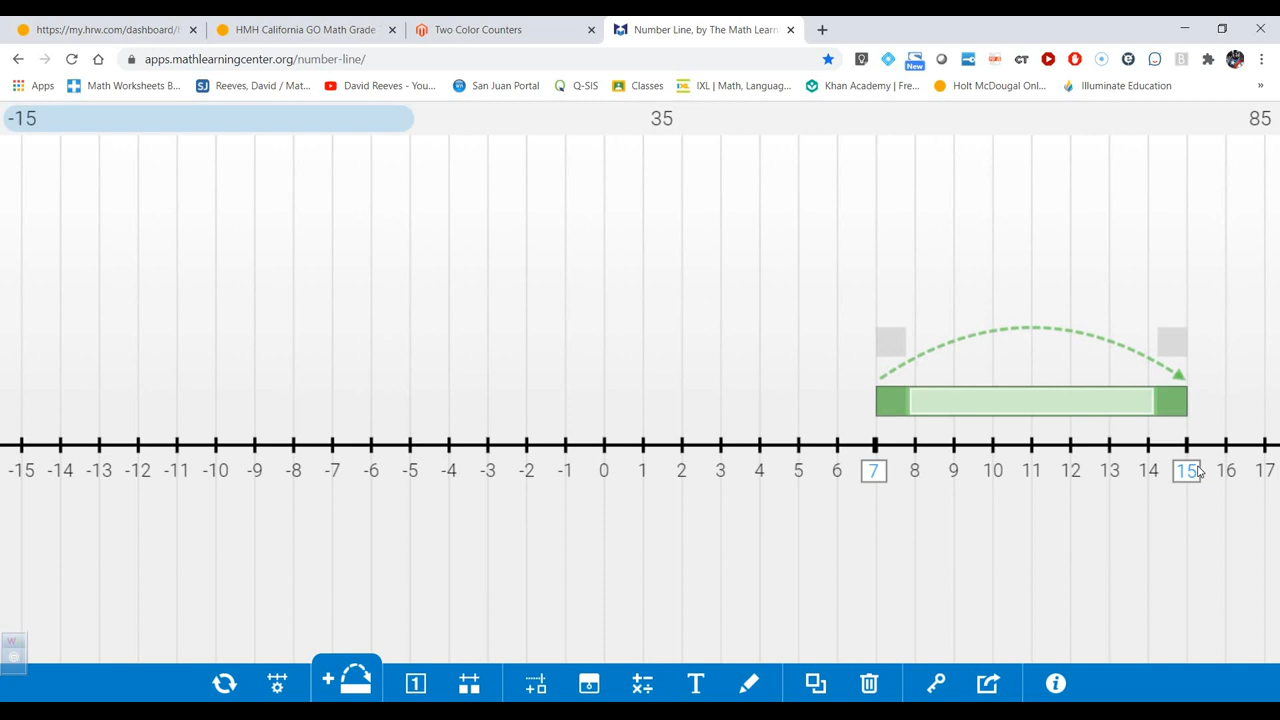 https://my.hrw.com/dashboard/h
HMH California GO Math Grade
Two Color Counters
Number Line, by The Math Learn
apps.mathlearningcenter.org/number-line/
New
CT
Apps
Math Worksheets B...
SJ Reeves, David / Mat...
David Reeves - You...
San Juan Portal
Q-SIS
Classes
IXL | Math, Languag...
Khan Academy | Fre...
Holt McDougal Onl...
Illuminate Education
»
-15 35 85
-15 -14 -13 -12 -11 -10 -9 -8 -7 -6 -5 -4 -3 -2 -1 0 1 2 3 4 5 6 7 8 9 10 11 12 13 14 15 16 17
W
1
T